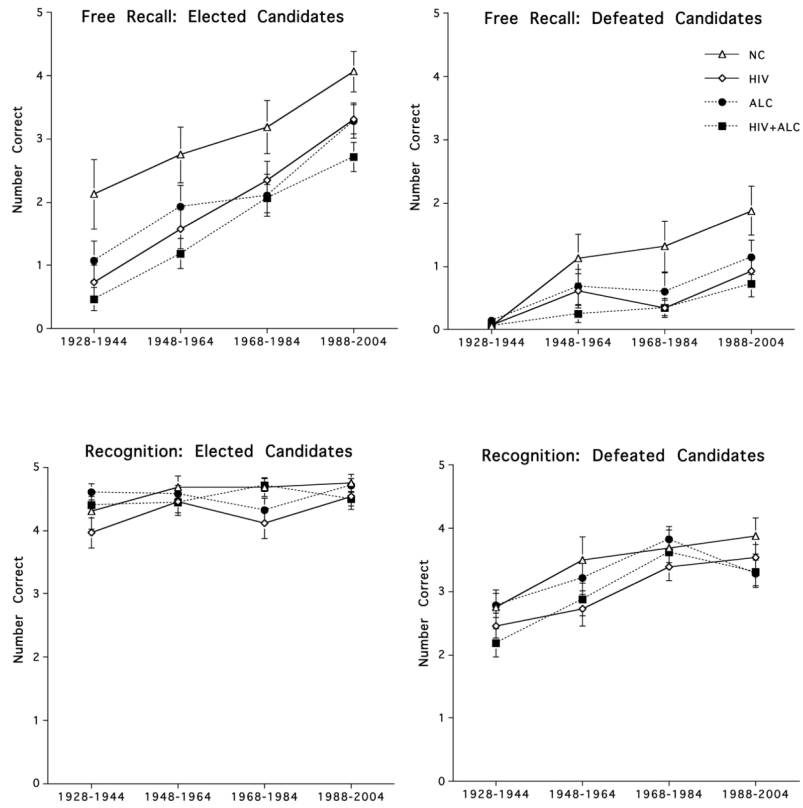 Free Recall: Elected Candidates
5
4
3
2
1
0
Number Correct
1928-1944 1948-1964 1968-1984 1988-2004
Free Recall: Defeated Candidates
5
4
3
2
1
0
Number Correct
NC
HIV
ALC
HIV+ALC
1928-1944 1948-1964 1968-1984 1988-2004
Recognition: Elected Candidates
5
4
3
2
1
0
Number Correct
1928-1944 1948-1964 1968-1984 1988-2004
Recognition: Defeated Candidates
5
4
3
2
1
0
Number Correct
1928-1944 1948-1964 1968-1984 1988-2004